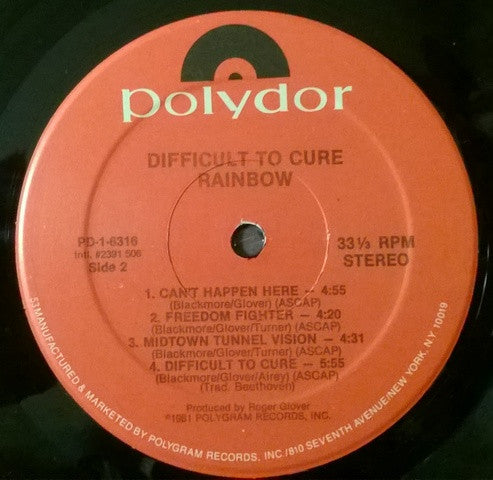 polydor
DIFFICULT TO CURE
RAINBOW
PD-1-6316
Intl. #2391 506
Side 2
33⅓ RPM
STEREO
1. CAN'T HAPPEN HERE — 4:55
(Blackmore/Glover) (ASCAP)
2. FREEDOM FIGHTER — 4:20
(Blackmore/Glover/Turner) (ASCAP)
3. MIDTOWN TUNNEL VISION — 4:31
(Blackmore/Glover/Turner) (ASCAP)
4. DIFFICULT TO CURE — 5:55
(Blackmore/Glover/Airey) (ASCAP)
(Trad. Beethoven)
Produced by Roger Glover
℗1981 POLYGRAM RECORDS, INC.
57MANUFACTURED & MARKETED BY POLYGRAM RECORDS, INC /810 SEVENTH AVENUE/NEW YORK, N.Y. 10019